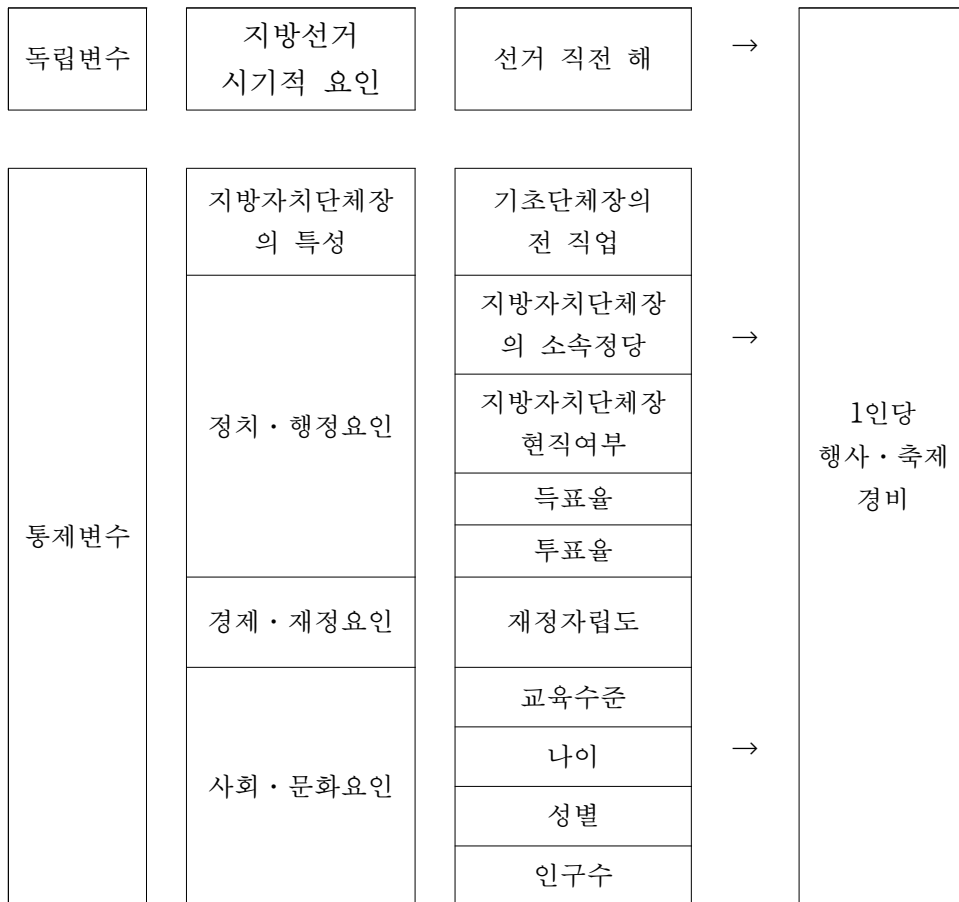 독립변수
지방선거
시기적 요인
선거 직전 해
→
통제변수
지방자치단체장
의 특성
기초단체장의
전 직업
정치・행정요인
지방자치단체장
의 소속정당
지방자치단체장
현직여부
득표율
투표율
→
경제・재정요인
재정자립도
사회・문화요인
교육수준
나이
성별
인구수
→
1인당
행사・축제
경비